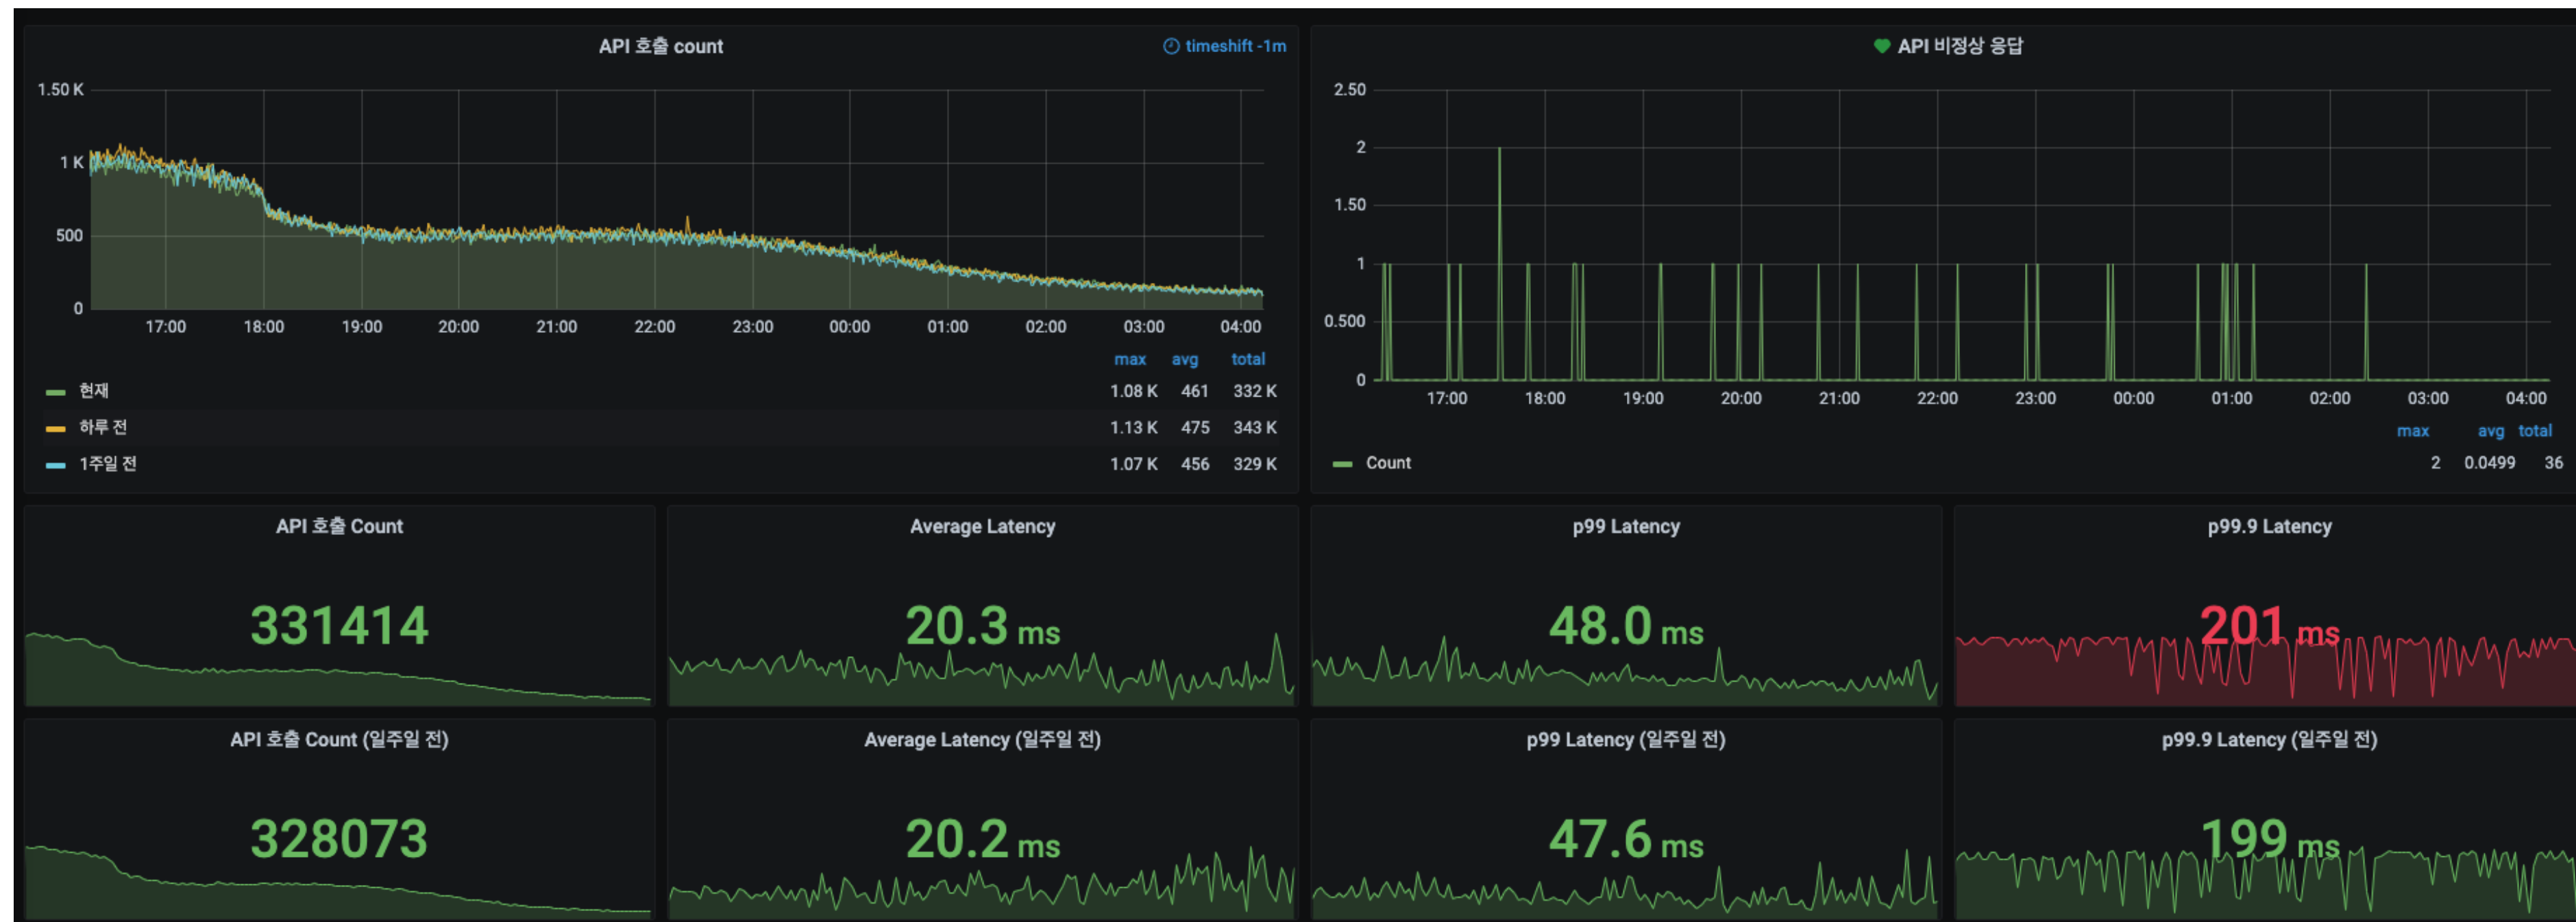 API 호출 count
timeshift -1m
1.50 K
1 K
500
0
17:00 18:00 19:00 20:00 21:00 22:00 23:00 00:00 01:00 02:00 03:00 04:00
max avg total
현재 1.08 K 461 332 K
하루 전 1.13 K 475 343 K
1주일 전 1.07 K 456 329 K
API 비정상 응답
2.50
2
1.50
1
0.500
0
17:00 18:00 19:00 20:00 21:00 22:00 23:00 00:00 01:00 02:00 03:00 04:00
max avg total
Count 2 0.0499 36
API 호출 Count
331414
Average Latency
20.3 ms
p99 Latency
48.0 ms
p99.9 Latency
201 ms
API 호출 Count (일주일 전)
328073
Average Latency (일주일 전)
20.2 ms
p99 Latency (일주일 전)
47.6 ms
p99.9 Latency (일주일 전)
199 ms